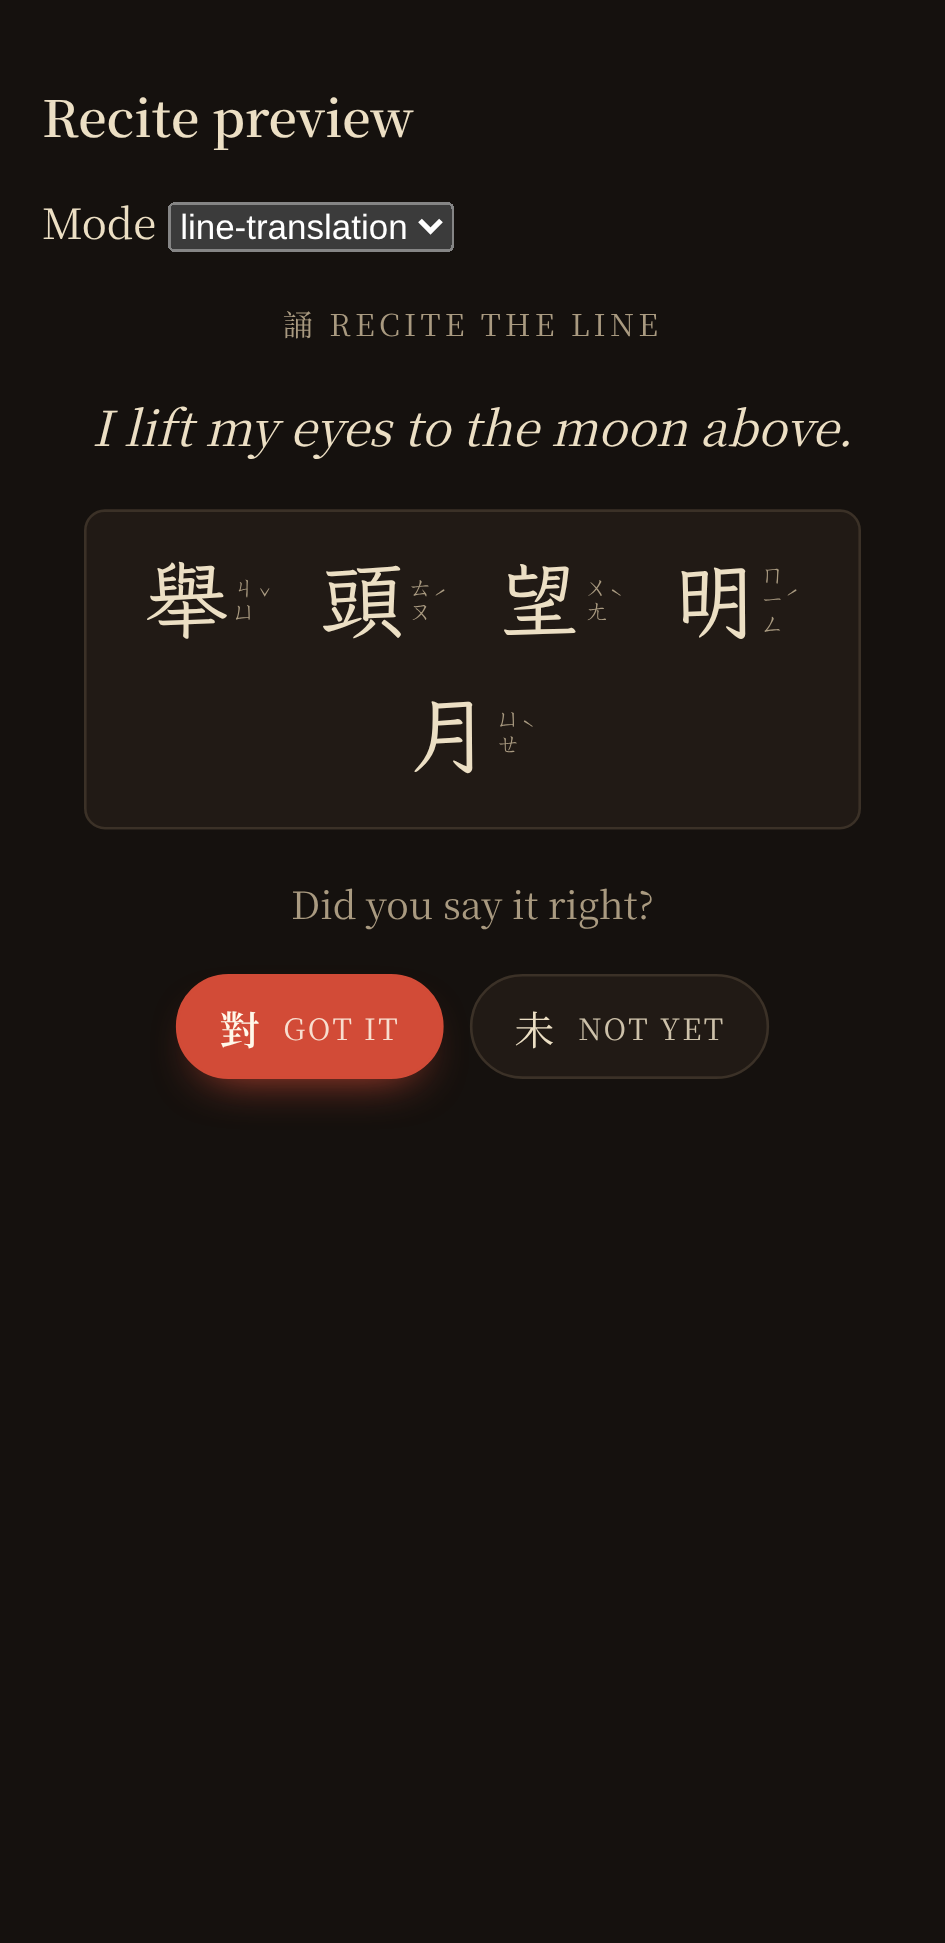 Recite preview
Mode line-translation
誦 RECITE THE LINE
I lift my eyes to the moon above.
舉ㄐㄩˇ 頭ㄊㄡˊ 望ㄨㄤˋ 明ㄇㄧㄥˊ
月ㄩㄝˋ
Did you say it right?
對 GOT IT 未 NOT YET